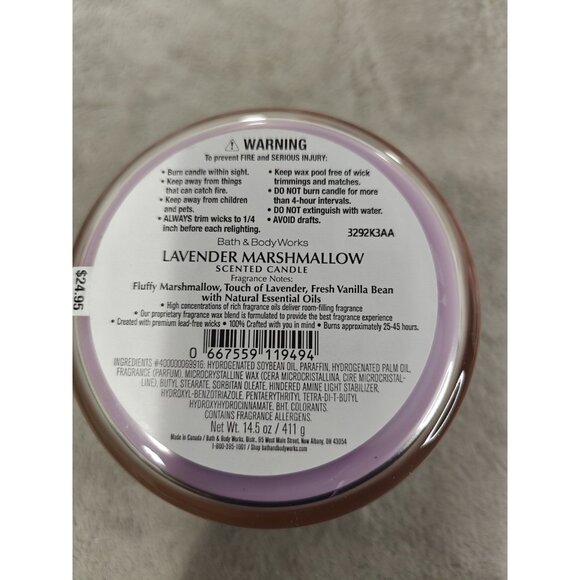 ⚠ WARNING
To prevent FIRE and SERIOUS INJURY:
• Burn candle within sight.
• Keep away from things
that can catch fire.
• Keep away from children
and pets.
• ALWAYS trim wicks to 1/4
inch before each relighting.
• Keep wax pool free of wick
trimmings and matches.
• DO NOT burn candle for more
than 4-hour intervals.
• DO NOT extinguish with water.
• AVOID drafts.
3292K3AA
Bath & Body Works
LAVENDER MARSHMALLOW
SCENTED CANDLE
Fragrance Notes:
Fluffy Marshmallow, Touch of Lavender, Fresh Vanilla Bean
with Natural Essential Oils
• High concentrations of rich fragrance oils deliver room-filling fragrance
• Our proprietary fragrance wax blend is formulated to provide the best fragrance experience
• Created with premium lead-free wicks • 100% Crafted with you in mind • Burns approximately 25-45 hours.
$24.95
0 667559 119494
INGREDIENTS #400000069916: HYDROGENATED SOYBEAN OIL, PARAFFIN, HYDROGENATED PALM OIL,
FRAGRANCE (PARFUM), MICROCRYSTALLINE WAX (CERA MICROCRISTALLINA, CIRE MICROCRISTAL-
LINE), BUTYL STEARATE, SORBITAN OLEATE, HINDERED AMINE LIGHT STABILIZER,
HYDROXYL-BENZOTRIAZOLE, PENTAERYTHRITYL TETRA-DI-T-BUTYL
HYDROXYHYDROCINNAMATE, BHT, COLORANTS.
CONTAINS FRAGRANCE ALLERGENS.
Net Wt. 14.5 oz / 411 g
Made in Canada / Bath & Body Works, Distr., 95 West Main Street, New Albany, OH 43054
1-800-395-1001 / Shop bathandbodyworks.com